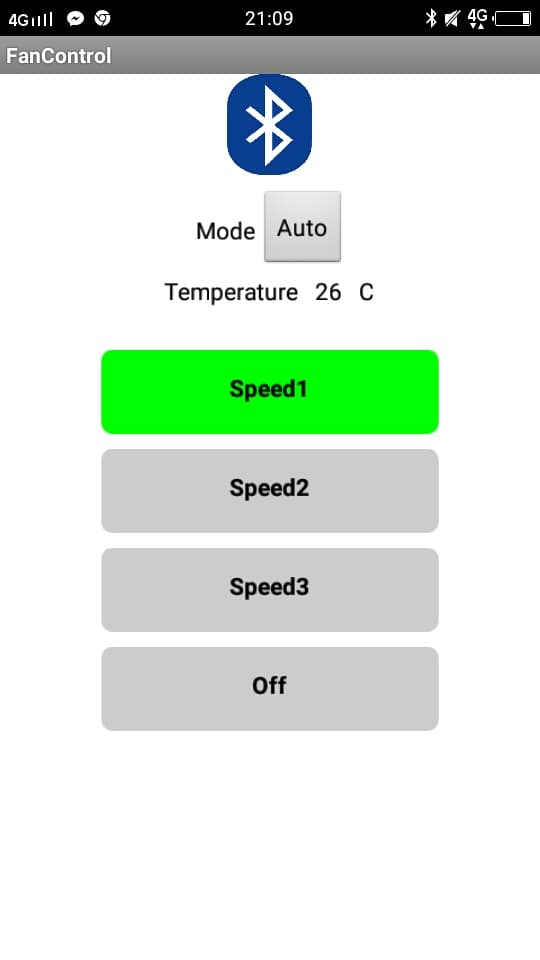 4G 21:09 4G
FanControl
Mode Auto
Temperature 26 C
Speed1
Speed2
Speed3
Off